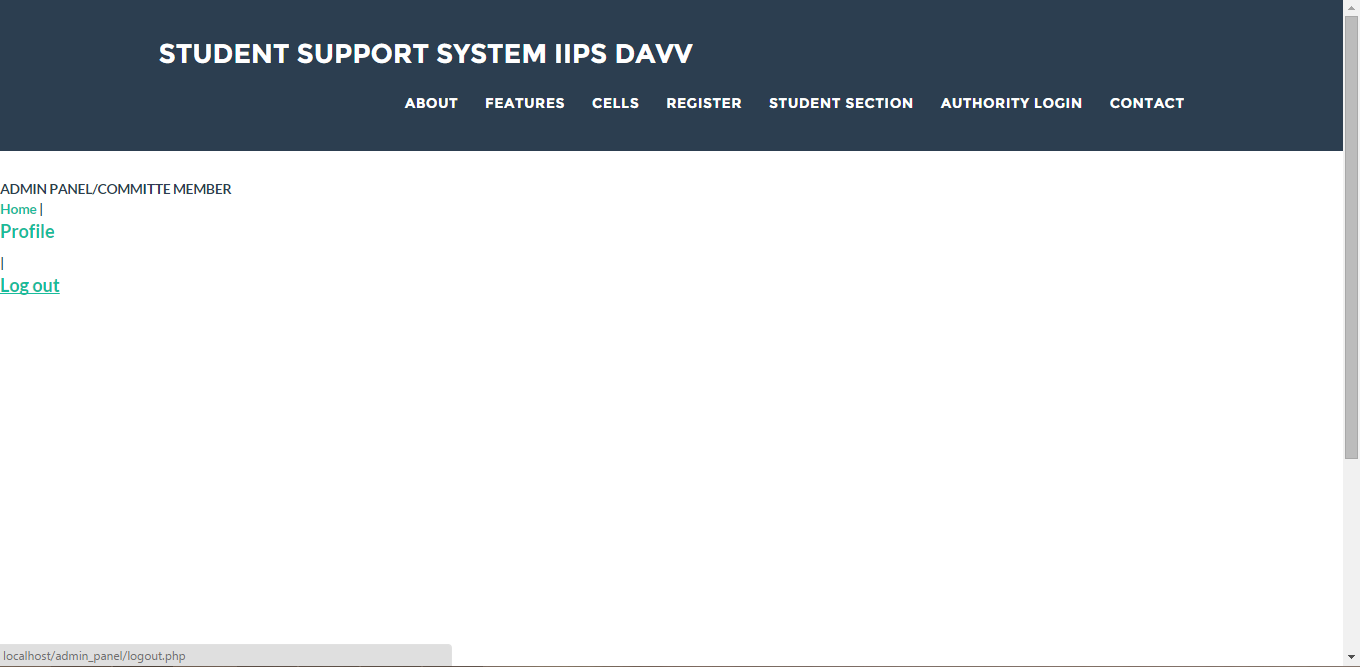 STUDENT SUPPORT SYSTEM IIPS DAVV
ABOUT FEATURES CELLS REGISTER STUDENT SECTION AUTHORITY LOGIN CONTACT
ADMIN PANEL/COMMITTE MEMBER
Home |
Profile
|
Log out
localhost/admin_panel/logout.php